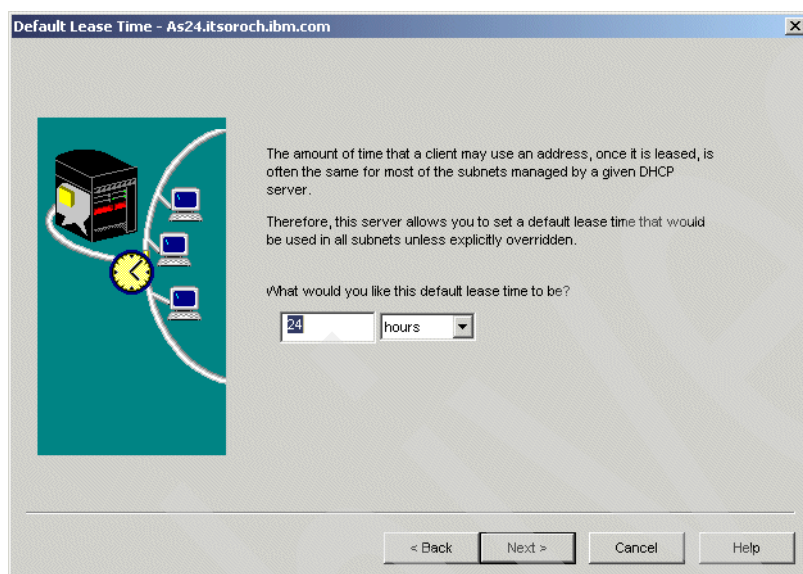 Default Lease Time - As24.itsoroch.ibm.com
The amount of time that a client may use an address, once it is leased, is
often the same for most of the subnets managed by a given DHCP
server.
Therefore, this server allows you to set a default lease time that would
be used in all subnets unless explicitly overridden.
What would you like this default lease time to be?
24 hours
< Back Next > Cancel Help